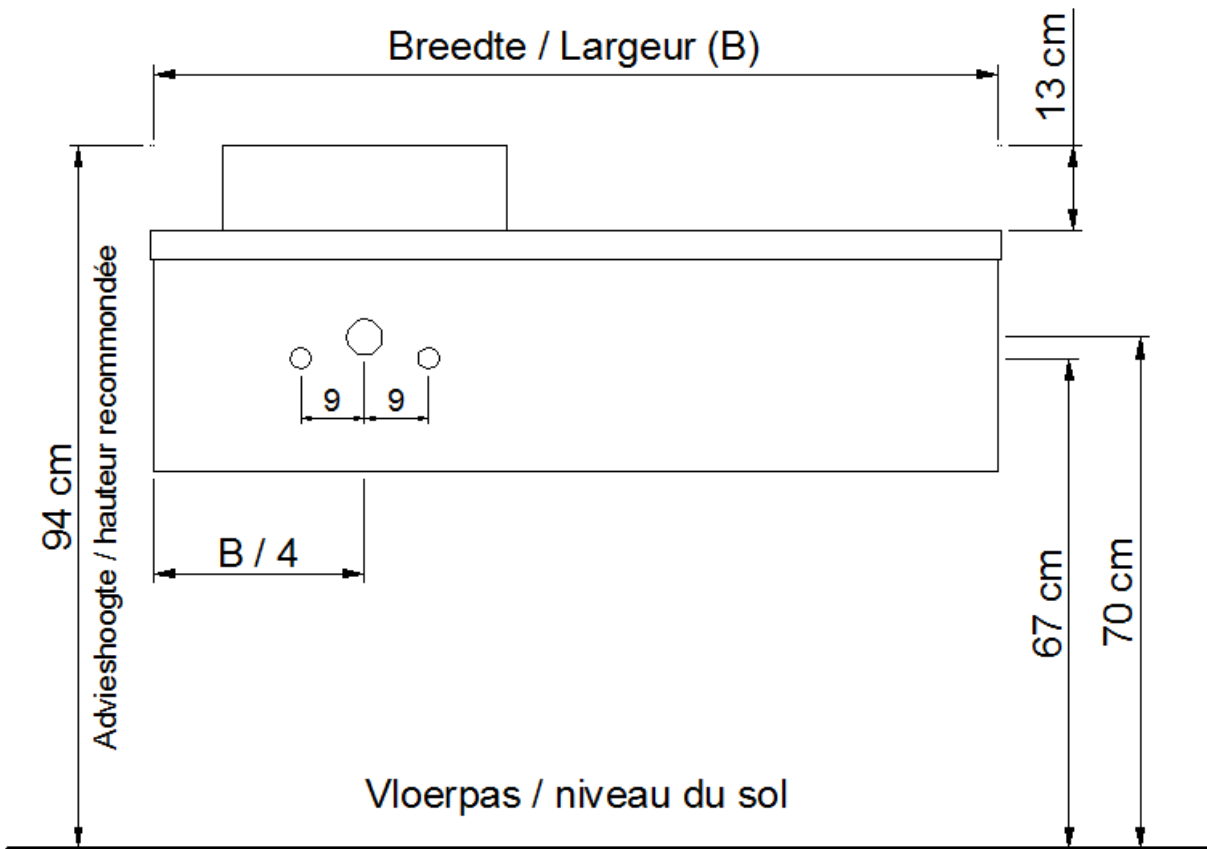 Breedte / Largeur (B)
13 cm
94 cm
Advieshoogte / hauteur recommondée
9
9
B / 4
67 cm
70 cm
Vloerpas / niveau du sol